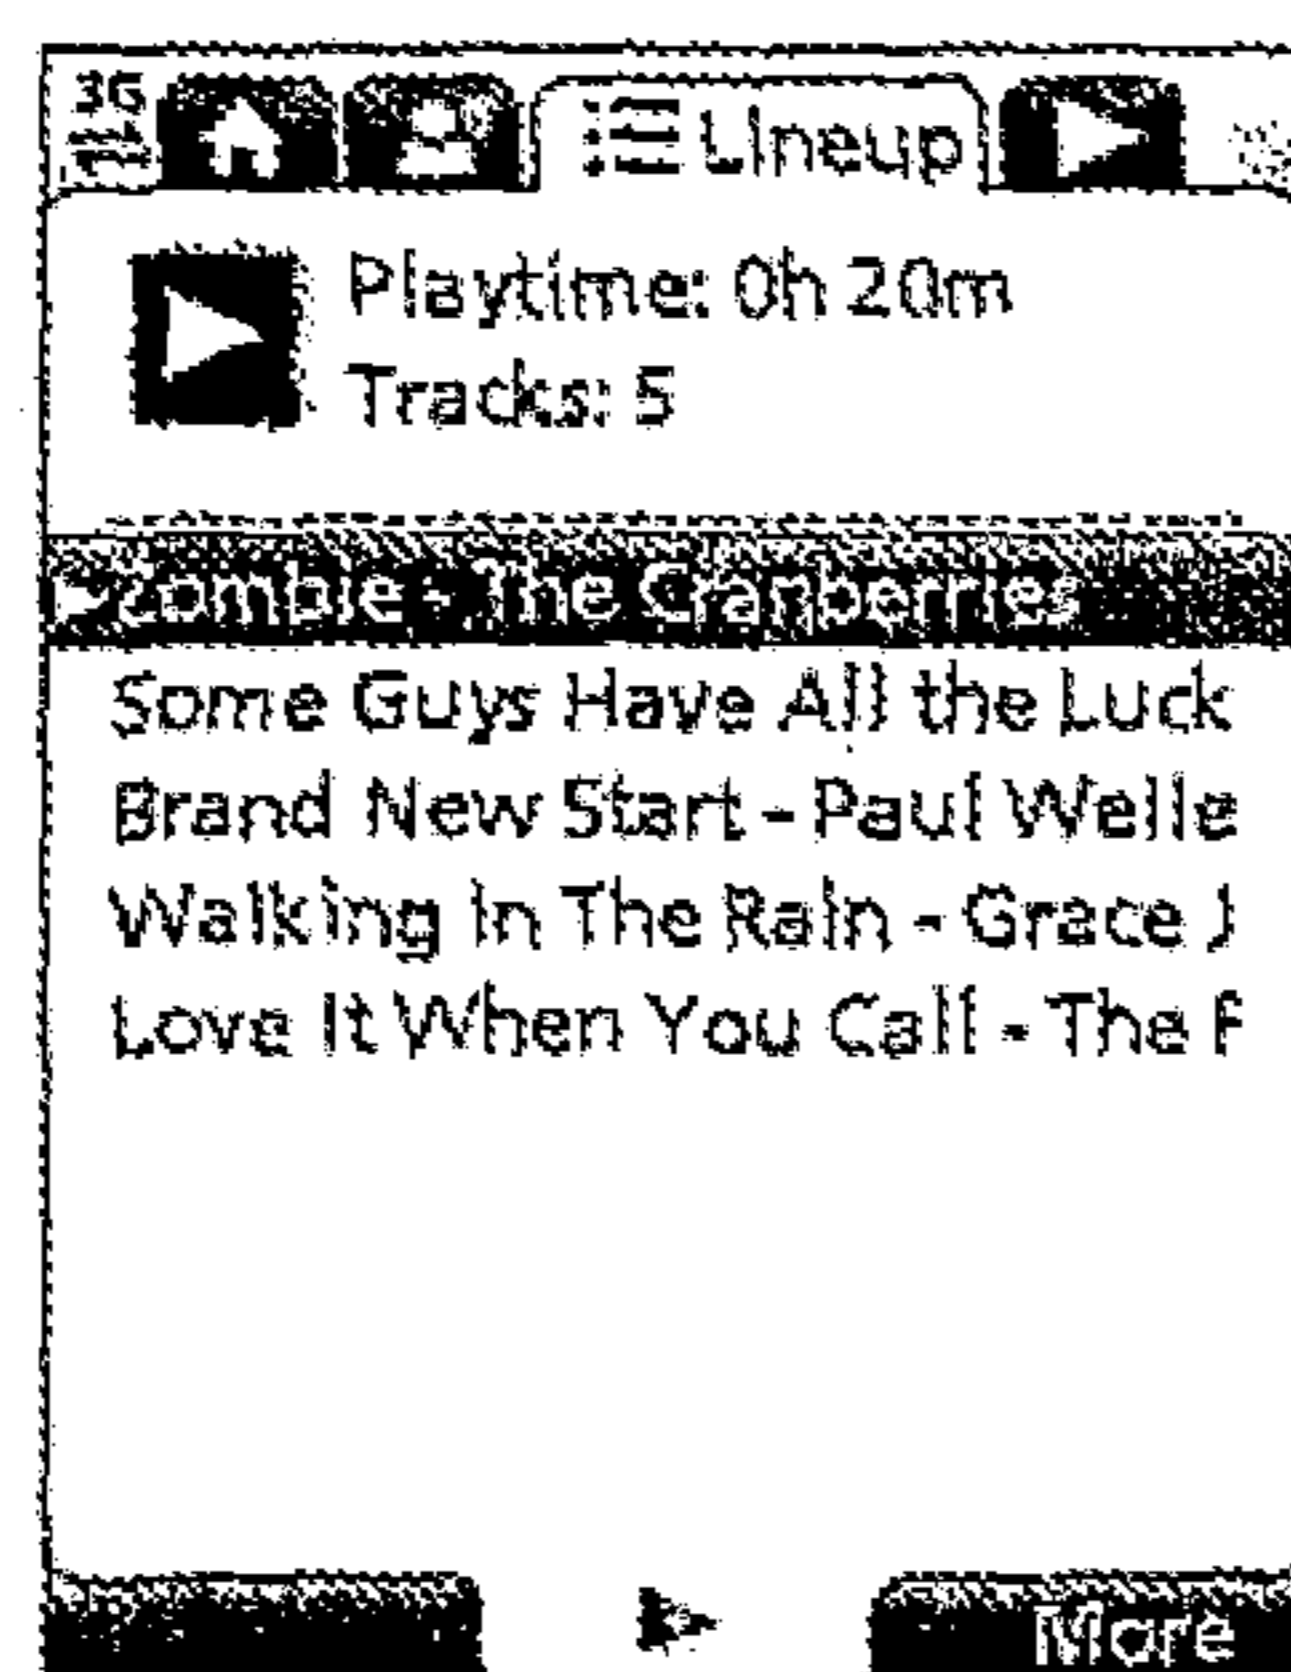 3G
Lineup
Playtime: 0h 20m
Tracks: 5
Zombie - The Cranberries
Some Guys Have All the Luck
Brand New Start - Paul Welle
Walking In The Rain - Grace J
Love It When You Call - The F
More